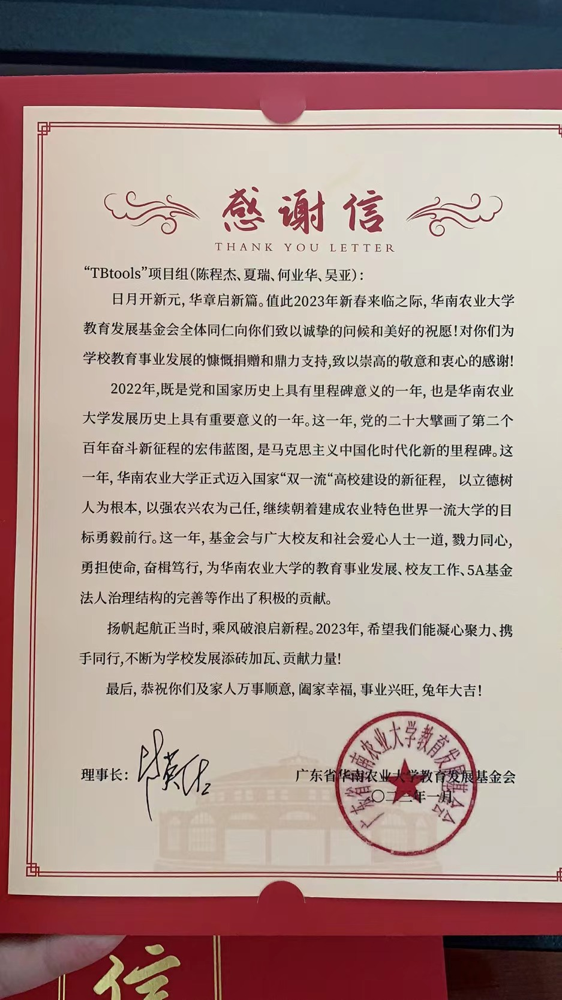 感谢信
THANK YOU LETTER
“TBtools”项目组(陈程杰、夏瑞、何业华、吴亚)：
日月开新元, 华章启新篇。值此2023年新春来临之际, 华南农业大学
教育发展基金会全体同仁向你们致以诚挚的问候和美好的祝愿！对你们为
学校教育事业发展的慷慨捐赠和鼎力支持,致以崇高的敬意和衷心的感谢!
2022年,既是党和国家历史上具有里程碑意义的一年, 也是华南农业
大学发展历史上具有重要意义的一年。这一年, 党的二十大擘画了第二个
百年奋斗新征程的宏伟蓝图, 是马克思主义中国化时代化新的里程碑。这
一年, 华南农业大学正式迈入国家“双一流“高校建设的新征程, 以立德树
人为根本, 以强农兴农为己任, 继续朝着建成农业特色世界一流大学的目
标勇毅前行。这一年, 基金会与广大校友和社会爱心人士一道, 戮力同心,
勇担使命, 奋楫笃行, 为华南农业大学的教育事业发展、校友工作、5A基金
法人治理结构的完善等作出了积极的贡献。
扬帆起航正当时, 乘风破浪启新程。2023年, 希望我们能凝心聚力、携
手同行,不断为学校发展添砖加瓦、贡献力量!
最后, 恭祝你们及家人万事顺意, 阖家幸福, 事业兴旺, 兔年大吉!
理事长：
广东省华南农业大学教育发展基金会
二〇二三年一月
广东省华南农业大学教育发展基金会
信